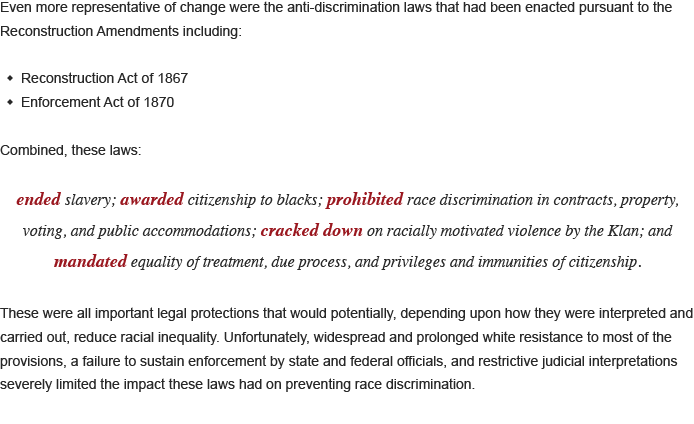 Even more representative of change were the anti-discrimination laws that had been enacted pursuant to the
Reconstruction Amendments including:
Reconstruction Act of 1867
Enforcement Act of 1870
Combined, these laws:
ended slavery; awarded citizenship to blacks; prohibited race discrimination in contracts, property,
voting, and public accommodations; cracked down on racially motivated violence by the Klan; and
mandated equality of treatment, due process, and privileges and immunities of citizenship.
These were all important legal protections that would potentially, depending upon how they were interpreted and
carried out, reduce racial inequality. Unfortunately, widespread and prolonged white resistance to most of the
provisions, a failure to sustain enforcement by state and federal officials, and restrictive judicial interpretations
severely limited the impact these laws had on preventing race discrimination.